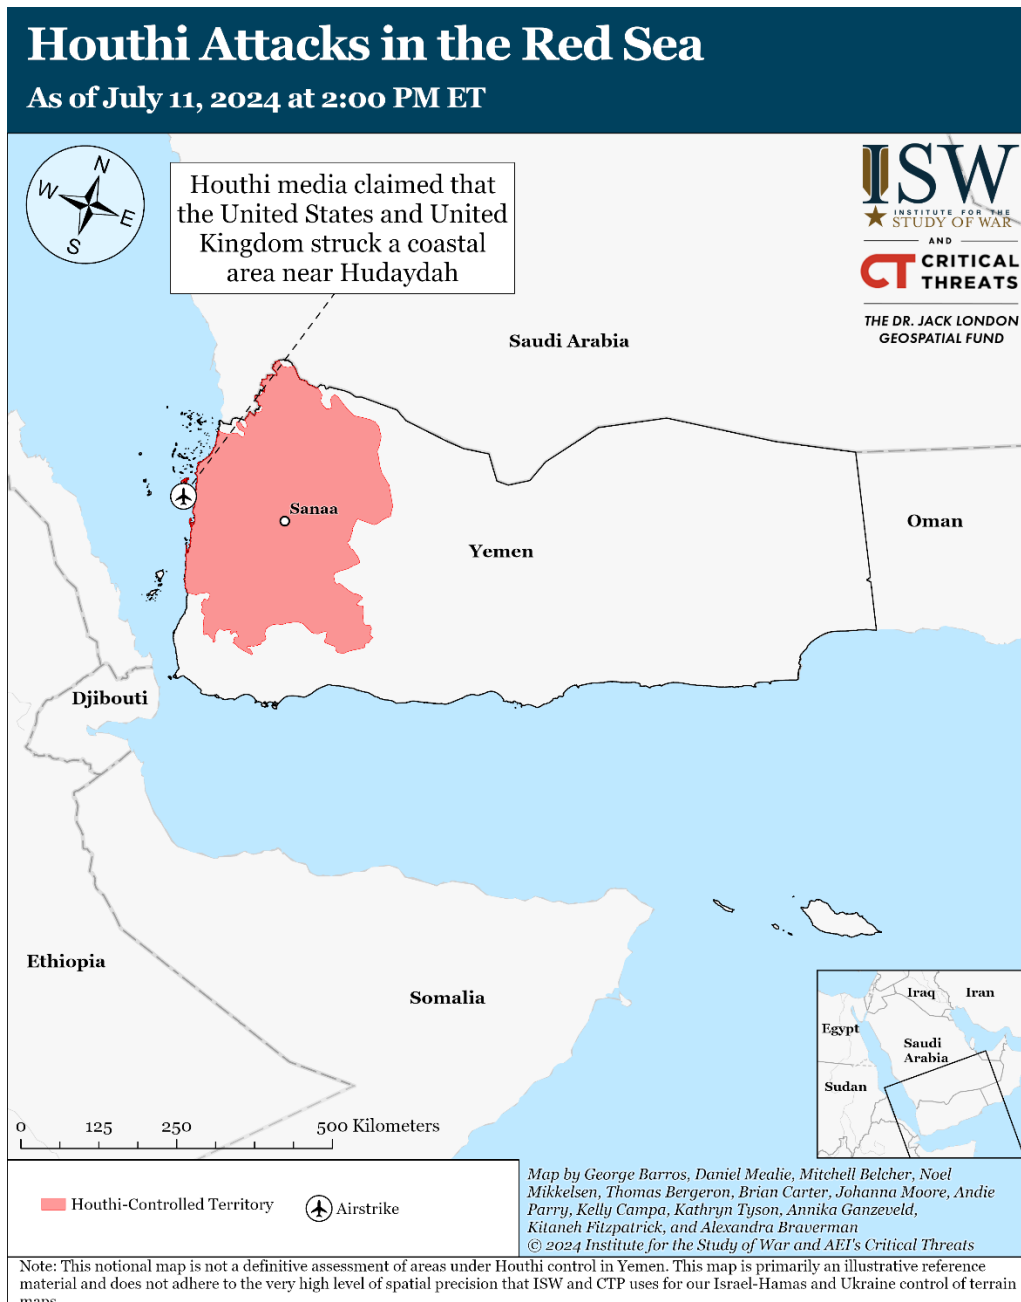 Houthi Attacks in the Red Sea
As of July 11, 2024 at 2:00 PM ET
N
W
E
S
Houthi media claimed that
the United States and United
Kingdom struck a coastal
area near Hudaydah
ISW
INSTITUTE FOR THE
STUDY OF WAR
AND
CT CRITICAL
THREATS
THE DR. JACK LONDON
GEOSPATIAL FUND
Saudi Arabia
Sanaa
Oman
Yemen
Djibouti
Ethiopia
Somalia
Iraq
Iran
Egypt
Saudi
Arabia
Sudan
0 125 250 500 Kilometers
Houthi-Controlled Territory
Airstrike
Map by George Barros, Daniel Mealie, Mitchell Belcher, Noel
Mikkelsen, Thomas Bergeron, Brian Carter, Johanna Moore, Andie
Parry, Kelly Campa, Kathryn Tyson, Annika Ganzeveld,
Kitaneh Fitzpatrick, and Alexandra Braverman
© 2024 Institute for the Study of War and AEI's Critical Threats
Note: This notional map is not a definitive assessment of areas under Houthi control in Yemen. This map is primarily an illustrative reference
material and does not adhere to the very high level of spatial precision that ISW and CTP uses for our Israel-Hamas and Ukraine control of terrain
maps.